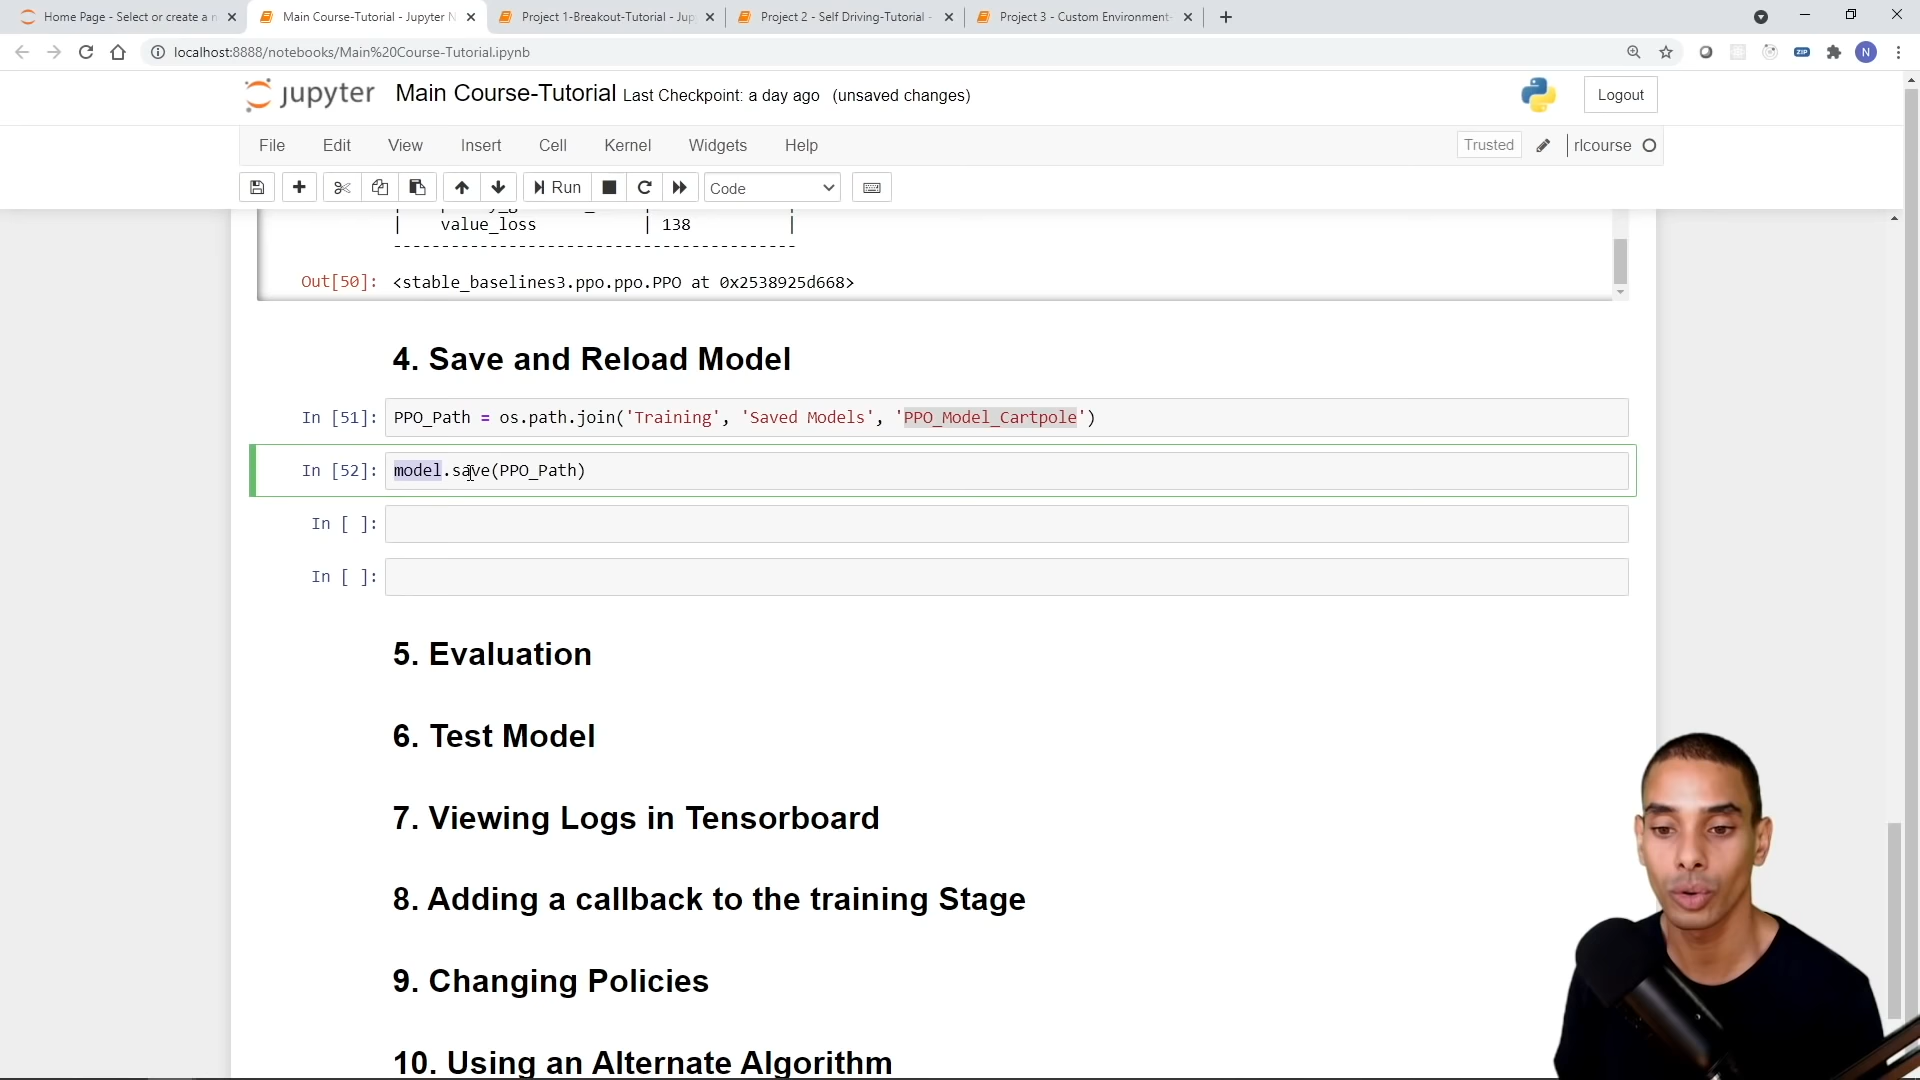 Home Page - Select or create a n
Main Course-Tutorial - Jupyter N
Project 1-Breakout-Tutorial - Jup
Project 2 - Self Driving-Tutorial -
Project 3 - Custom Environment-
localhost:8888/notebooks/Main%20Course-Tutorial.ipynb
ZIP
N
jupyter Main Course-Tutorial Last Checkpoint: a day ago (unsaved changes)
Logout
File Edit View Insert Cell Kernel Widgets Help
Trusted
rlcourse
Run
Code
| value_loss | 138 |
-----------------------------------------
Out[50]: <stable_baselines3.ppo.ppo.PPO at 0x2538925d668>
4. Save and Reload Model
In [51]: PPO_Path = os.path.join('Training', 'Saved Models', 'PPO_Model_Cartpole')
In [52]: model.save(PPO_Path)
In [ ]:
In [ ]:
5. Evaluation
6. Test Model
7. Viewing Logs in Tensorboard
8. Adding a callback to the training Stage
9. Changing Policies
10. Using an Alternate Algorithm